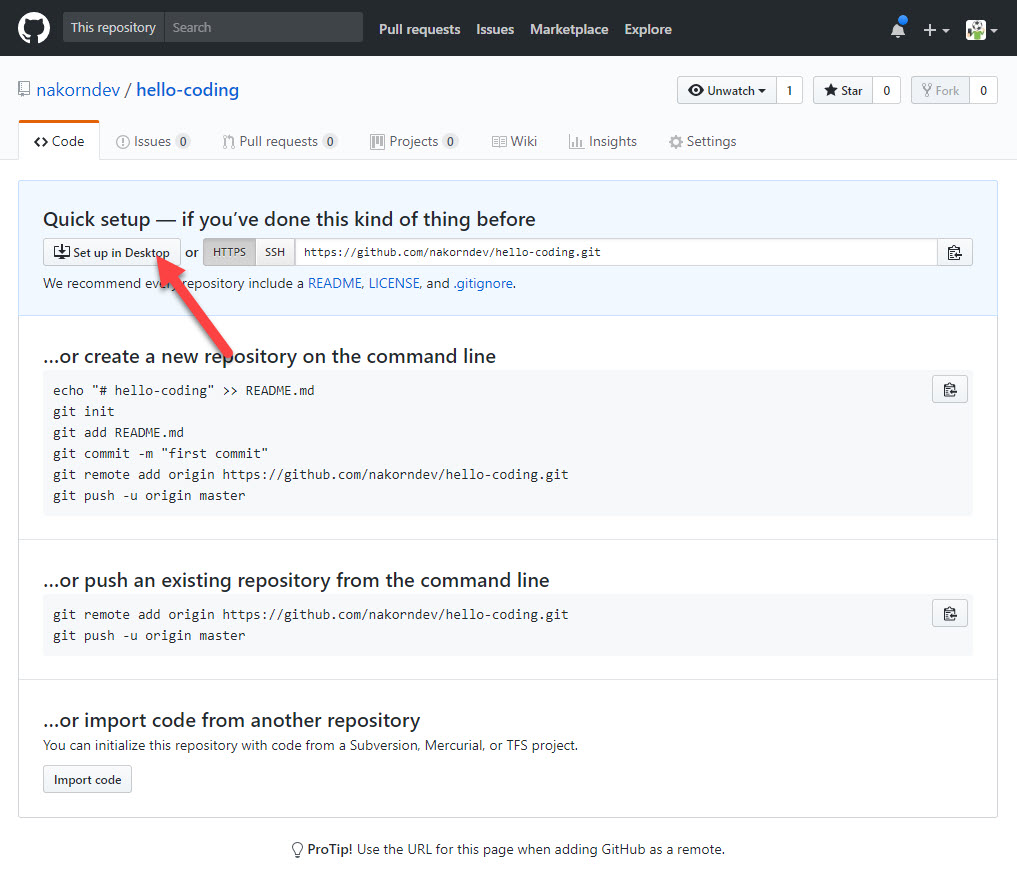 This repository Search Pull requests Issues Marketplace Explore
nakorndev / hello-coding Unwatch 1 Star 0 Fork 0
Code Issues 0 Pull requests 0 Projects 0 Wiki Insights Settings
Quick setup — if you’ve done this kind of thing before
Set up in Desktop or HTTPS SSH https://github.com/nakorndev/hello-coding.git
We recommend every repository include a README, LICENSE, and .gitignore.
…or create a new repository on the command line
echo "# hello-coding" >> README.md
git init
git add README.md
git commit -m "first commit"
git remote add origin https://github.com/nakorndev/hello-coding.git
git push -u origin master
…or push an existing repository from the command line
git remote add origin https://github.com/nakorndev/hello-coding.git
git push -u origin master
…or import code from another repository
You can initialize this repository with code from a Subversion, Mercurial, or TFS project.
Import code
ProTip! Use the URL for this page when adding GitHub as a remote.